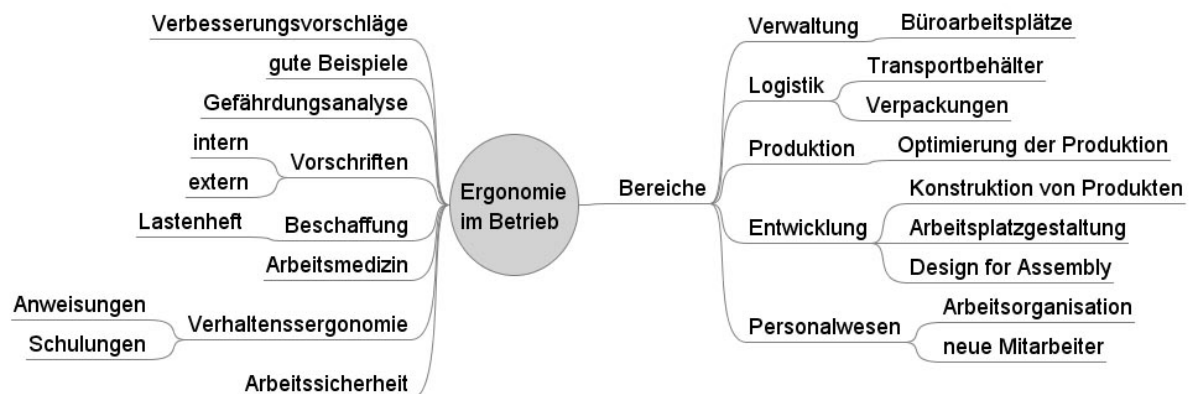 Verbesserungsvorschläge
gute Beispiele
Gefährdungsanalyse
intern
extern
Vorschriften
Lastenheft
Beschaffung
Arbeitsmedizin
Anweisungen
Schulungen
Verhaltenssergonomie
Arbeitssicherheit
Ergonomie
im Betrieb
Bereiche
Verwaltung
Büroarbeitsplätze
Logistik
Transportbehälter
Verpackungen
Produktion
Optimierung der Produktion
Entwicklung
Konstruktion von Produkten
Arbeitsplatzgestaltung
Design for Assembly
Personalwesen
Arbeitsorganisation
neue Mitarbeiter